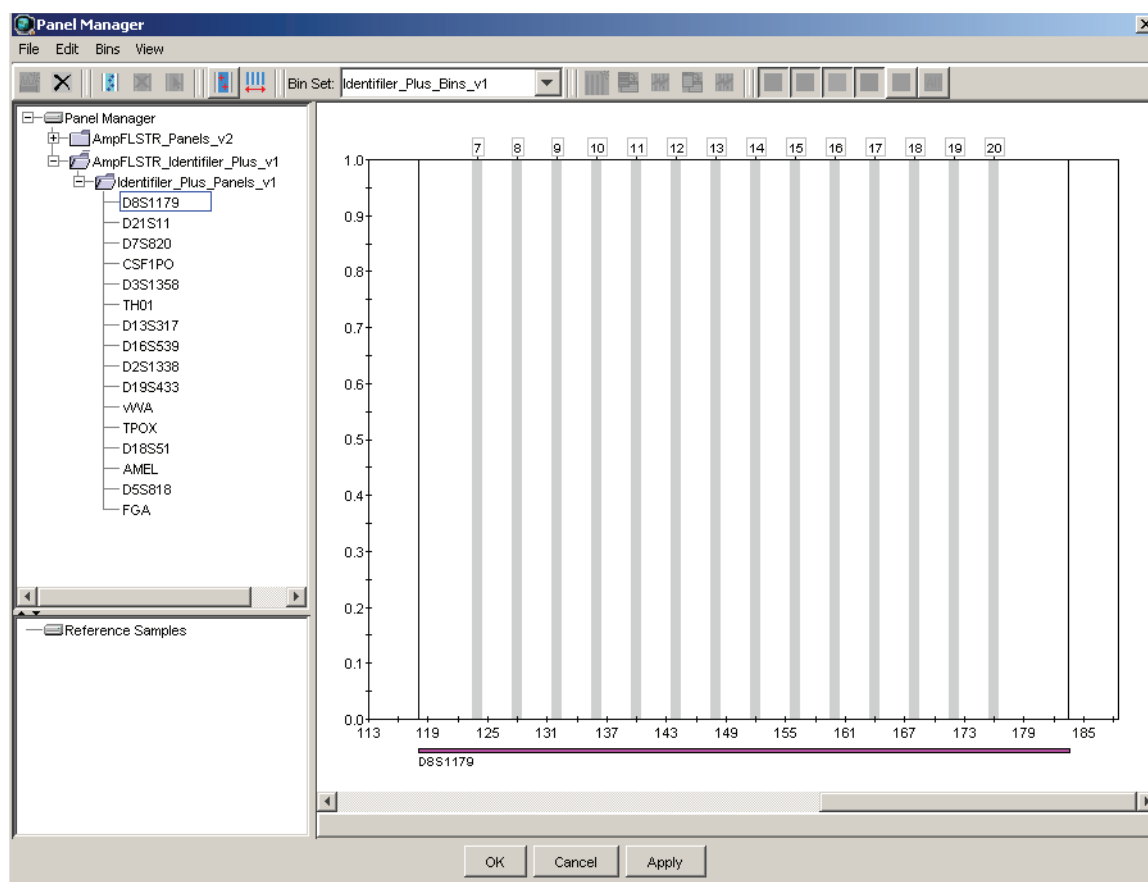 Panel Manager
File Edit Bins View
Bin Set: Identifiler_Plus_Bins_v1
Panel Manager
AmpFLSTR_Panels_v2
AmpFLSTR_Identifiler_Plus_v1
Identifiler_Plus_Panels_v1
D8S1179
D21S11
D7S820
CSF1PO
D3S1358
TH01
D13S317
D16S539
D2S1338
D19S433
vWA
TPOX
D18S51
AMEL
D5S818
FGA
Reference Samples
7 8 9 10 11 12 13 14 15 16 17 18 19 20
1.0
0.9
0.8
0.7
0.6
0.5
0.4
0.3
0.2
0.1
0.0
113 119 125 131 137 143 149 155 161 167 173 179 185
D8S1179
OK Cancel Apply